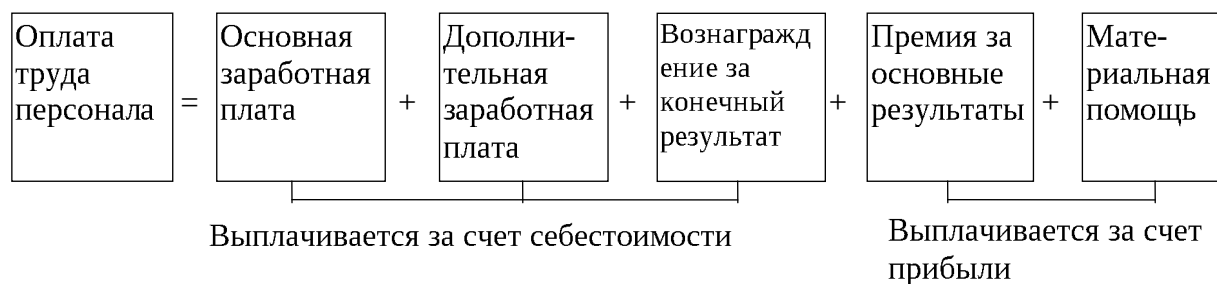 Оплата
труда
персонала
=
Основная
заработная
плата
+
Дополни-
тельная
заработная
плата
+
Вознагражд
ение за
конечный
результат
+
Премия за
основные
результаты
+
Мате-
риальная
помощь
Выплачивается за счет себестоимости
Выплачивается за счет
прибыли